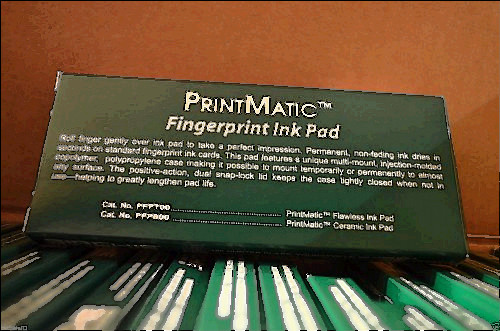 PRINTMATIC™
Fingerprint Ink Pad
Roll finger gently over ink pad to take a perfect impression. Permanent, non-fading ink dries in
seconds on standard fingerprint ink cards. This pad features a unique multi-mount, injection-molded
copolymer, polypropylene case making it possible to mount temporarily or permenently to almost
any surface. The positive-action, dual snap-lock lid keeps the case tightly closed when not in
use—helping to greatly lengthen pad life.
Cat. No. PFP700 PrintMatic™ Flawless Ink Pad
Cat. No. PFP800 PrintMatic™ Ceramic Ink Pad